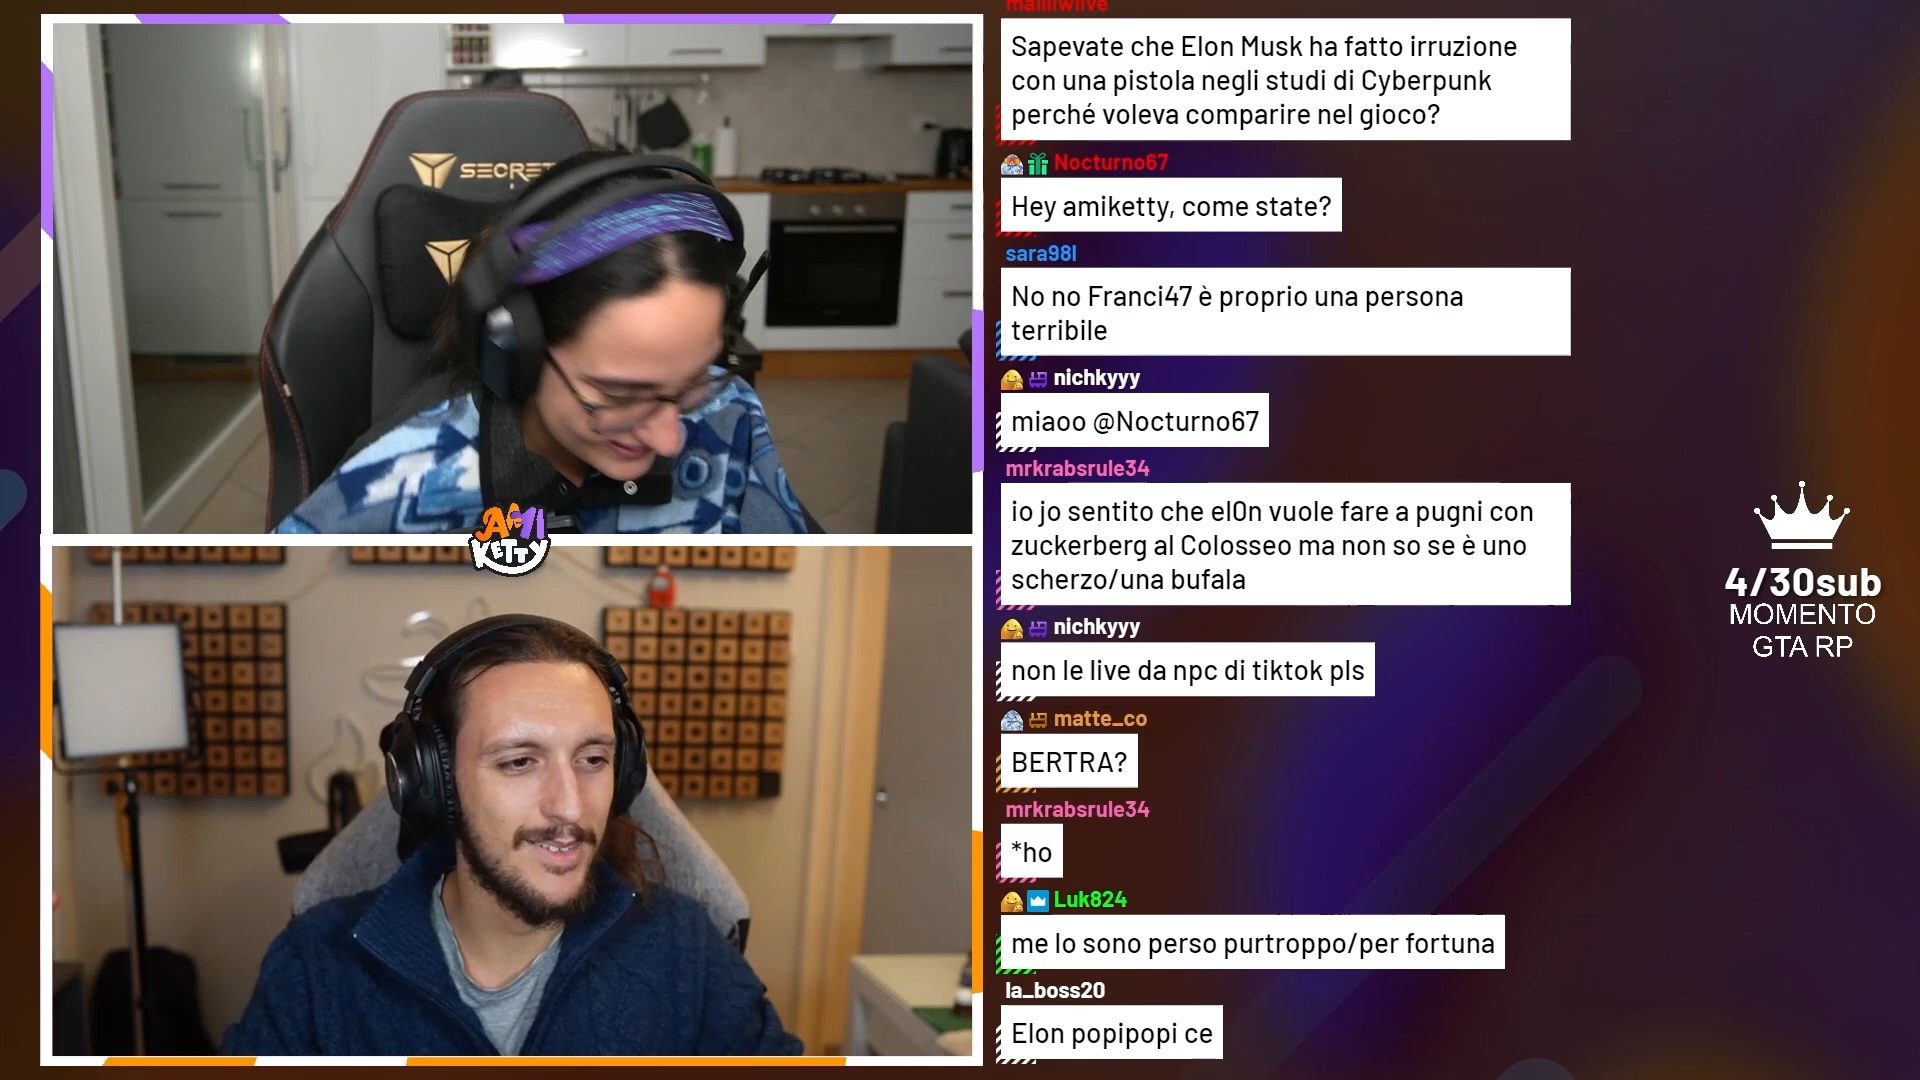 malliwlive
Sapevate che Elon Musk ha fatto irruzione
con una pistola negli studi di Cyberpunk
perché voleva comparire nel gioco?
Nocturno67
Hey amiketty, come state?
sara98l
No no Franci47 è proprio una persona
terribile
nichkyyy
miaoo @Nocturno67
mrkrabsrule34
io jo sentito che el0n vuole fare a pugni con
zuckerberg al Colosseo ma non so se è uno
scherzo/una bufala
nichkyyy
non le live da npc di tiktok pls
matte_co
BERTRA?
mrkrabsrule34
*ho
Luk824
me lo sono perso purtroppo/per fortuna
la_boss20
Elon popipopi ce
SECRET
AMI
KETTY
4/30sub
MOMENTO
GTA RP